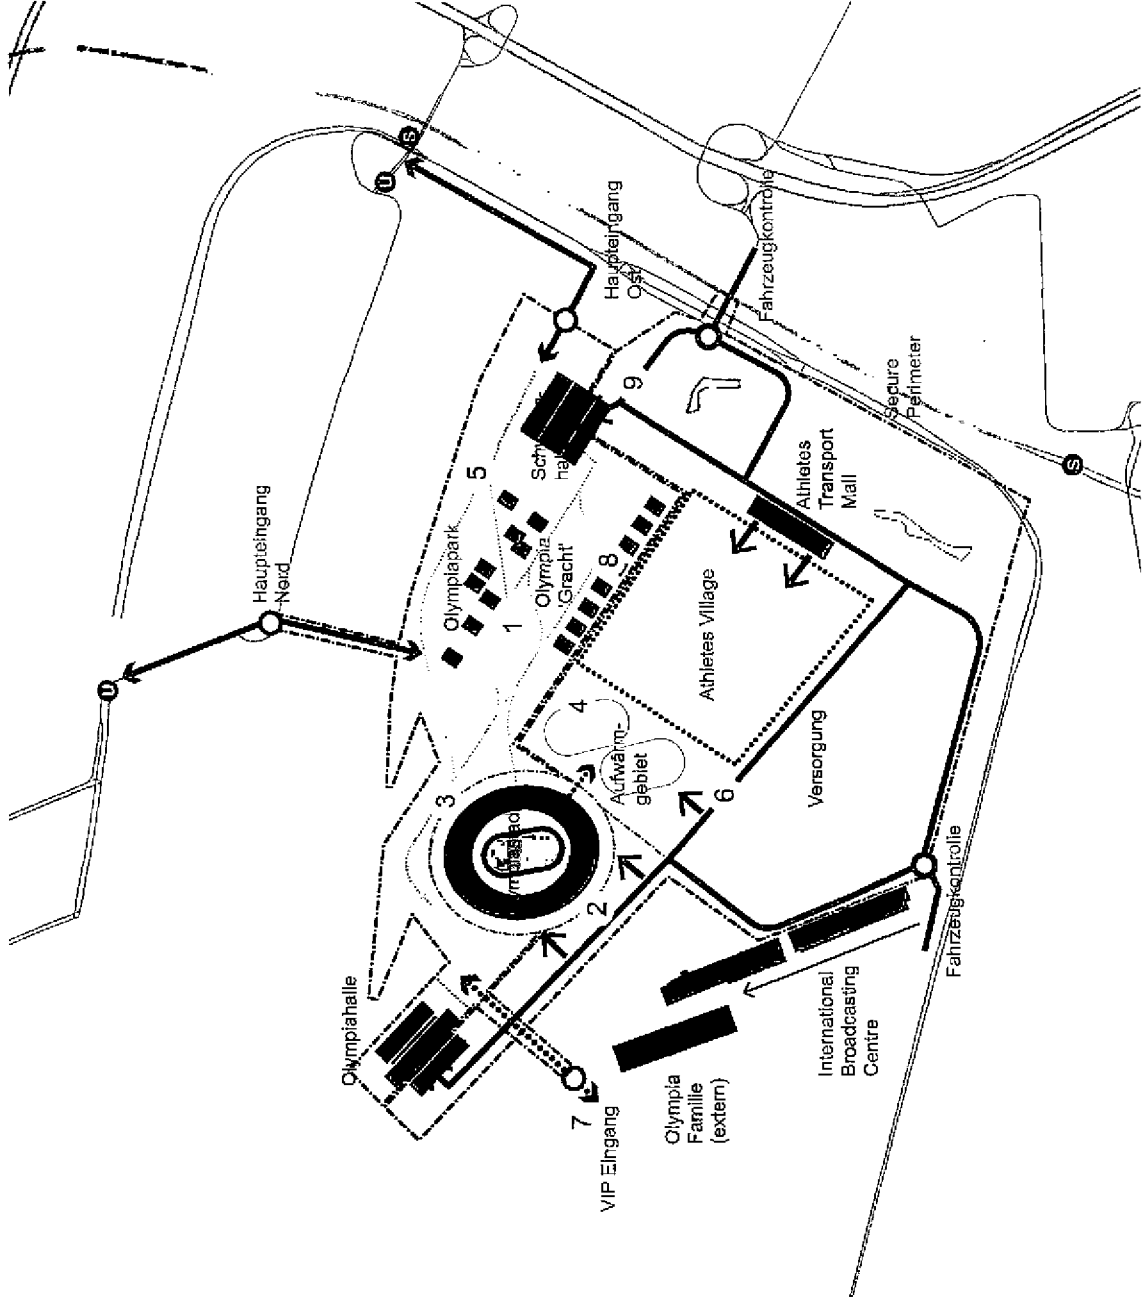 U
Haupteingang
Nord
U
S
Olympiahalle
Olympiapark
3
5
1
Olympia
'Gracht'
Haupteingang
Ost
4
7
2
VIP Eingang
8
Aufwärm-
gebiet
9
Olympia
Familie
(extern)
Athletes Village
6
Fahrzeugkontrolle
Versorgung
Athletes
Transport
Mall
International
Broadcasting
Centre
Secure
Perimeter
Fahrzeugkontrolle
S